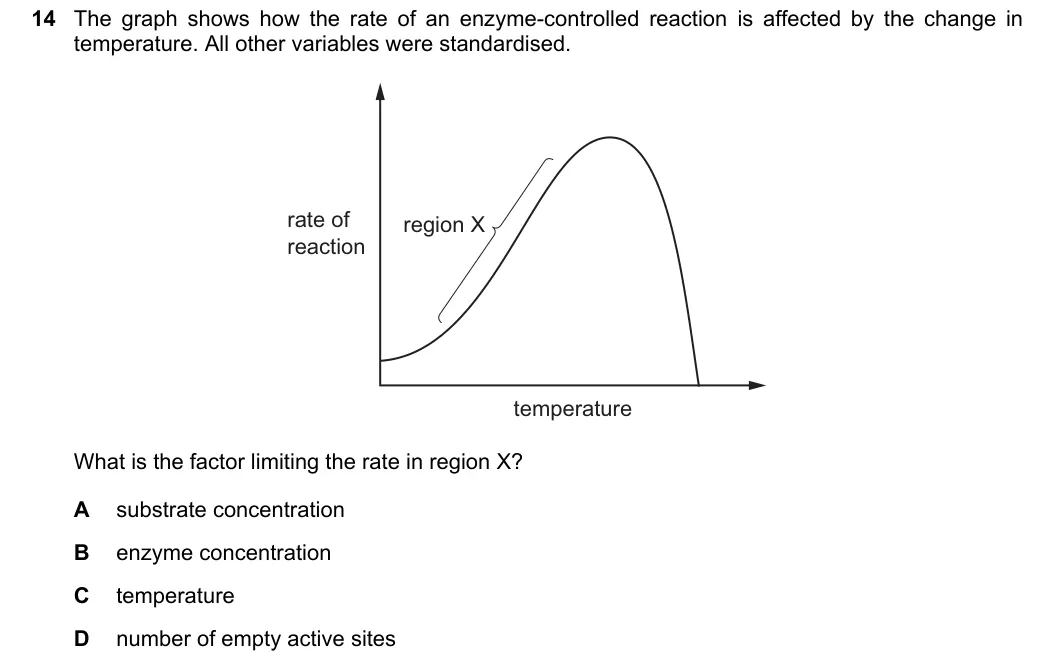 14 The graph shows how the rate of an enzyme-controlled reaction is affected by the change in
temperature. All other variables were standardised.
rate of
reaction
region X
temperature
What is the factor limiting the rate in region X?
A substrate concentration
B enzyme concentration
C temperature
D number of empty active sites